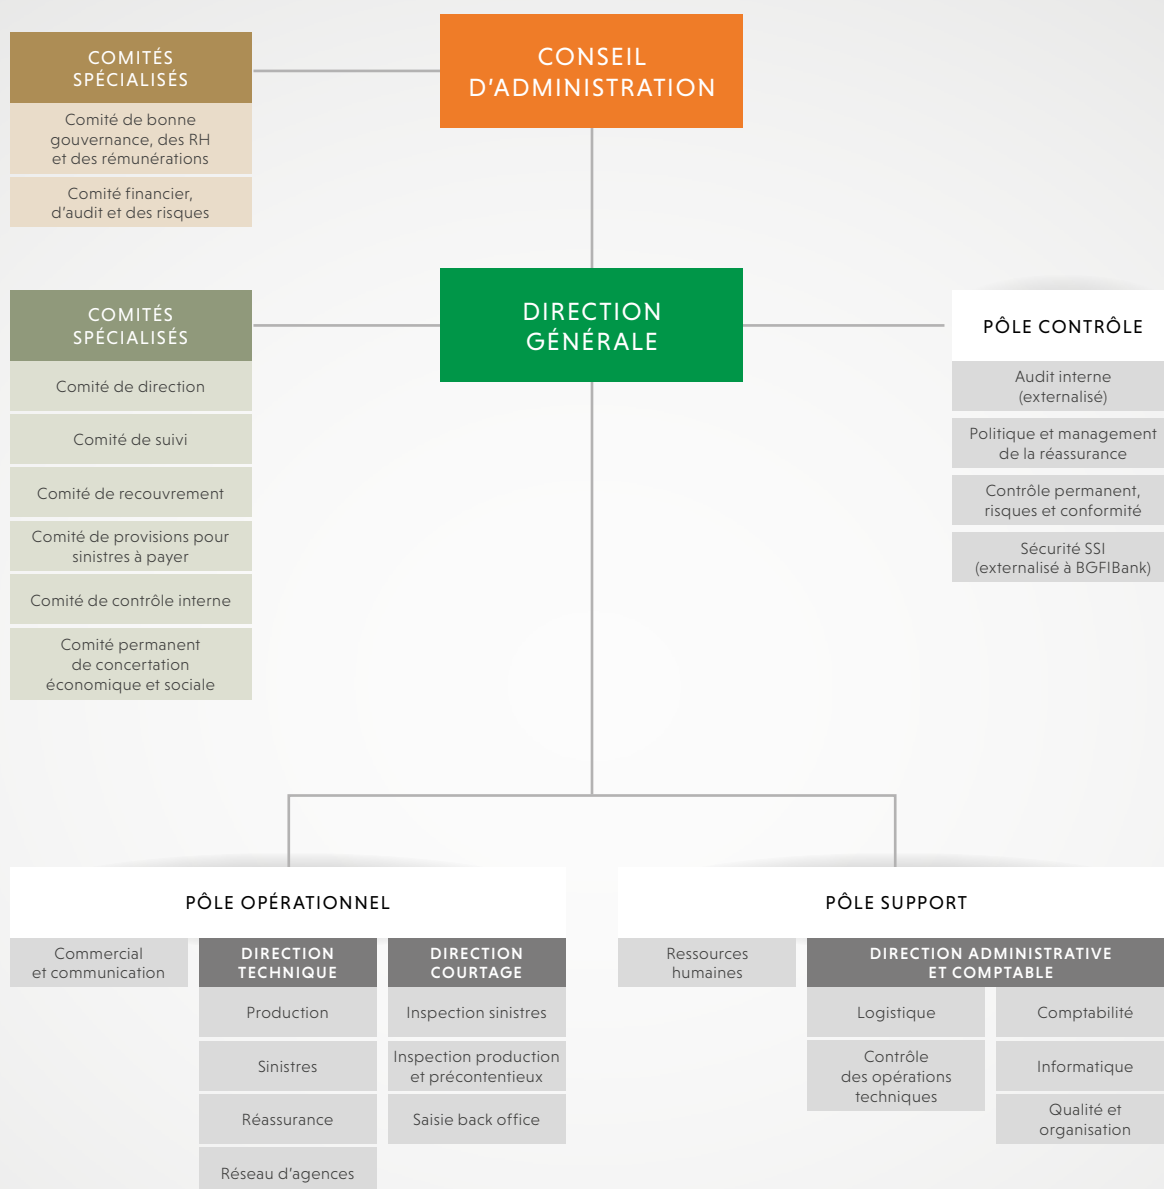 COMITÉS
SPÉCIALISÉS
Comité de bonne
gouvernance, des RH
et des rémunérations
Comité financier,
d'audit et des risques
CONSEIL
D'ADMINISTRATION
COMITÉS
SPÉCIALISÉS
Comité de direction
Comité de suivi
Comité de recouvrement
Comité de provisions pour
sinistres à payer
Comité de contrôle interne
Comité permanent
de concertation
économique et sociale
DIRECTION
GÉNÉRALE
PÔLE CONTRÔLE
Audit interne
(externalisé)
Politique et management
de la réassurance
Contrôle permanent,
risques et conformité
Sécurité SSI
(externalisé à BGFIBank)
PÔLE OPÉRATIONNEL
Commercial
et communication
DIRECTION
TECHNIQUE
Production
Sinistres
Réassurance
Réseau d'agences
DIRECTION
COURTAGE
Inspection sinistres
Inspection production
et précontentieux
Saisie back office
PÔLE SUPPORT
Ressources
humaines
DIRECTION ADMINISTRATIVE
ET COMPTABLE
Logistique
Contrôle
des opérations
techniques
Comptabilité
Informatique
Qualité et
organisation